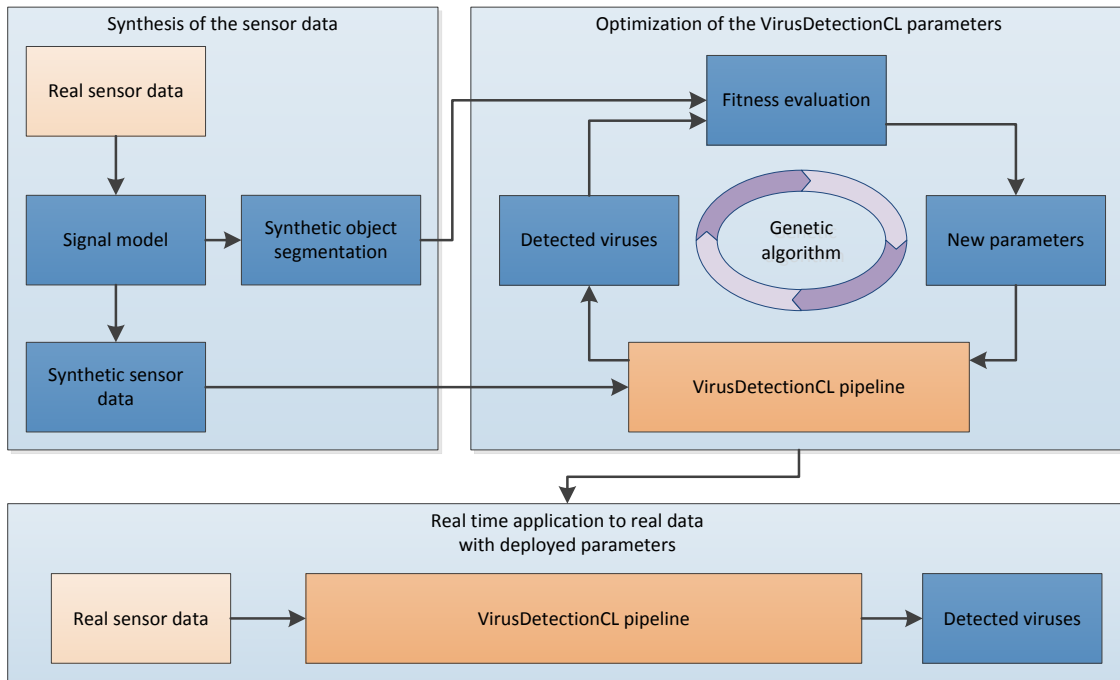 Synthesis of the sensor data
Real sensor data
Signal model
Synthetic object
segmentation
Synthetic sensor
data
Optimization of the VirusDetectionCL parameters
Fitness evaluation
Detected viruses
Genetic
algorithm
New parameters
VirusDetectionCL pipeline
Real time application to real data
with deployed parameters
Real sensor data
VirusDetectionCL pipeline
Detected viruses